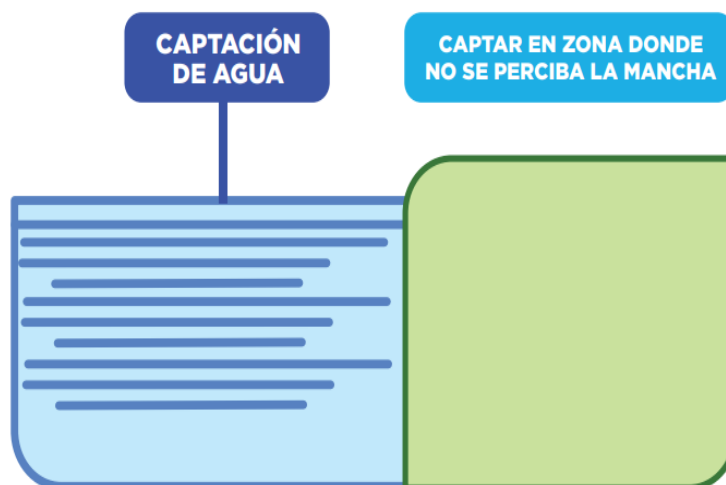 CAPTACIÓN
DE AGUA
CAPTAR EN ZONA DONDE
NO SE PERCIBA LA MANCHA